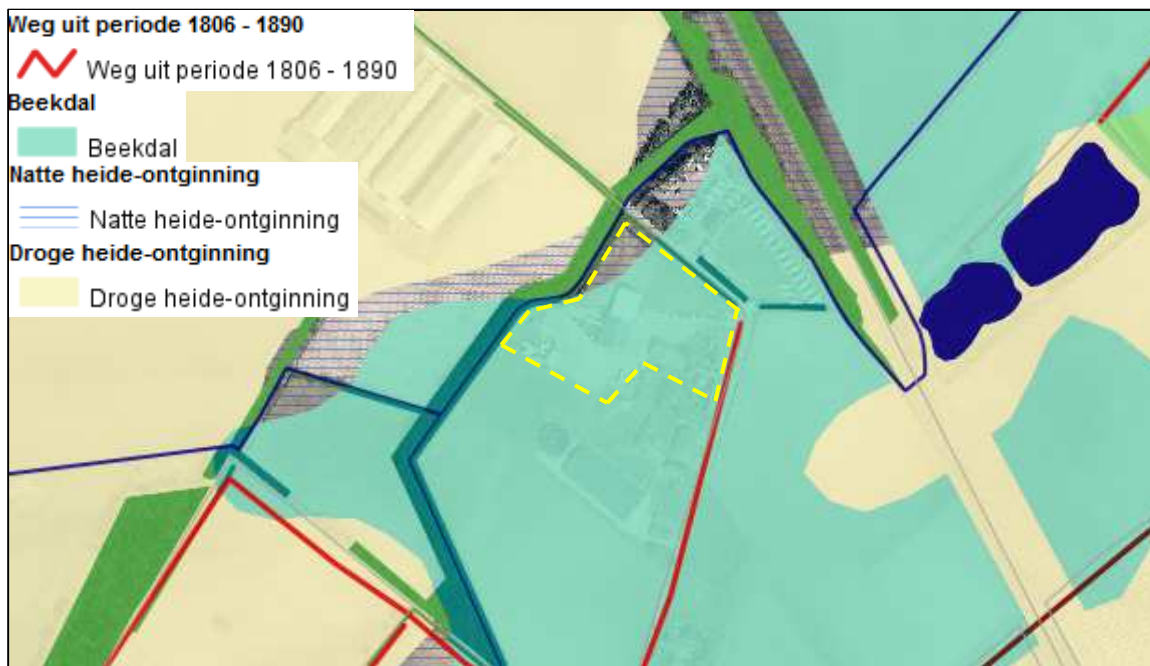 Weg uit periode 1806 - 1890
Weg uit periode 1806 - 1890
Beekdal
Beekdal
Natte heide-ontginning
Natte heide-ontginning
Droge heide-ontginning
Droge heide-ontginning